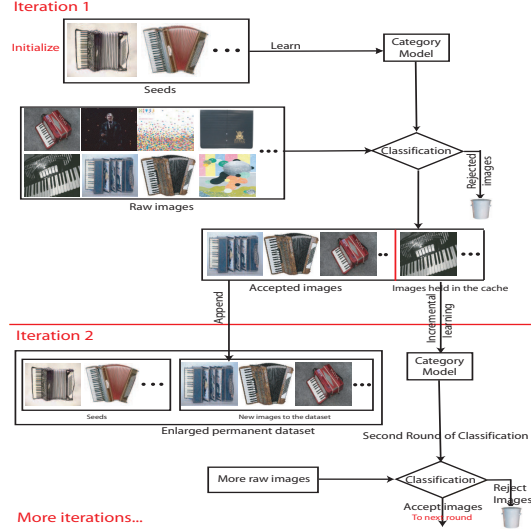 Iteration 1
Initialize
Learn
Category
Model
Seeds
Classification
Rejected
images
Raw images
Accepted images
Images held in the cache
Append
Incremental
learning
Iteration 2
Category
Model
Seeds
New images to the dataset
Enlarged permanent dataset
Second Round of Classification
More raw images
Classification
Reject
Images
Accept images
To next round
More iterations...